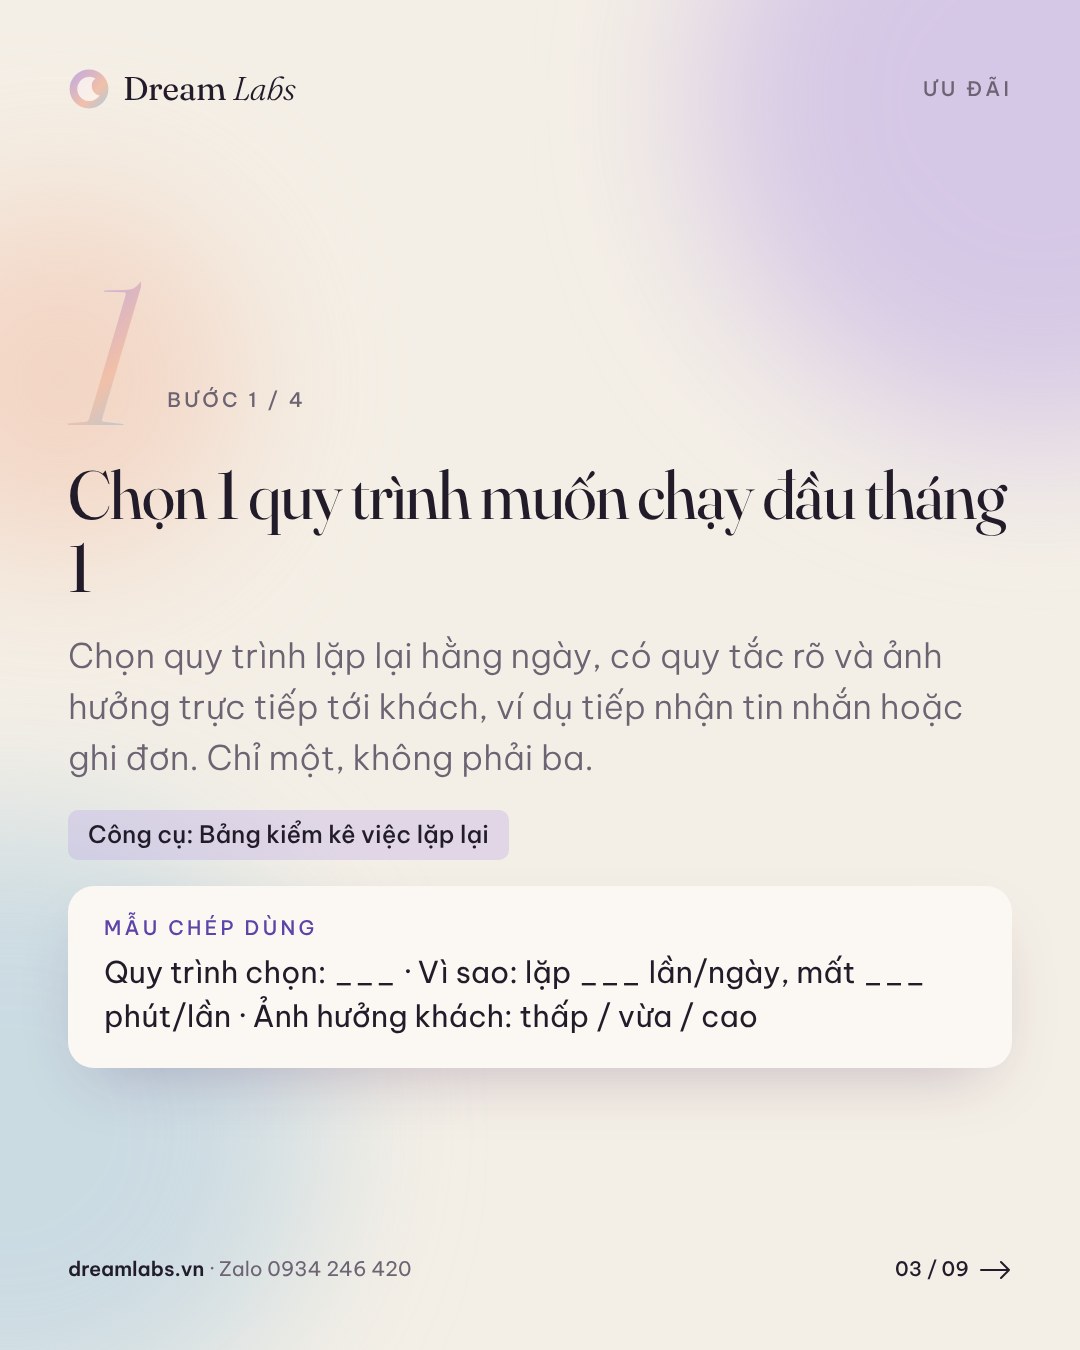 Dream Labs
ƯU ĐÃI
1
BƯỚC 1 / 4
Chọn 1 quy trình muốn chạy đầu tháng
1
Chọn quy trình lặp lại hằng ngày, có quy tắc rõ và ảnh
hưởng trực tiếp tới khách, ví dụ tiếp nhận tin nhắn hoặc
ghi đơn. Chỉ một, không phải ba.
Công cụ: Bảng kiểm kê việc lặp lại
MẪU CHÉP DÙNG
Quy trình chọn: ___ · Vì sao: lặp ___ lần/ngày, mất ___
phút/lần · Ảnh hưởng khách: thấp / vừa / cao
dreamlabs.vn · Zalo 0934 246 420
03 / 09 →